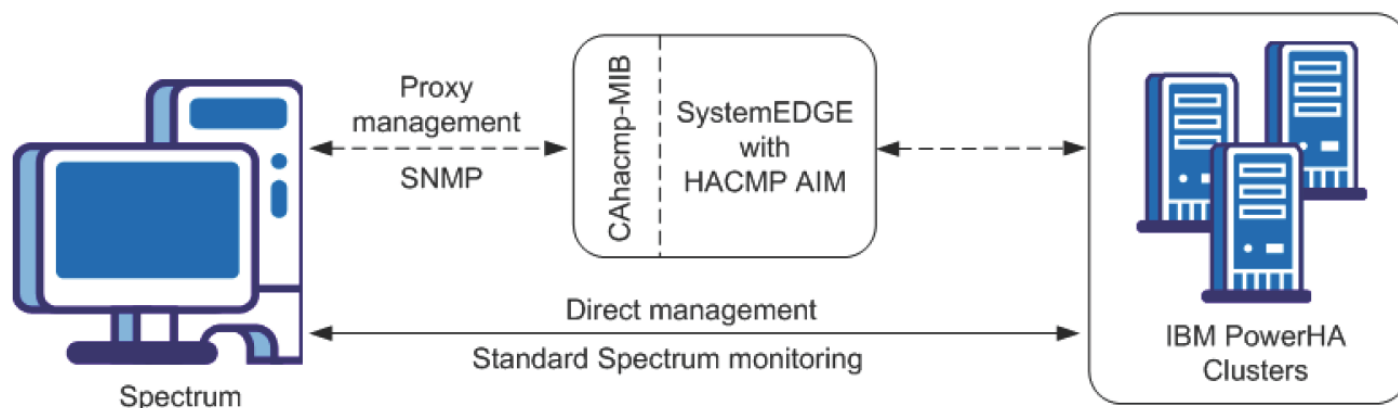 Proxy
management
SNMP
CAhacmp-MIB
SystemEDGE
with
HACMP AIM
Direct management
Standard Spectrum monitoring
Spectrum
IBM PowerHA
Clusters